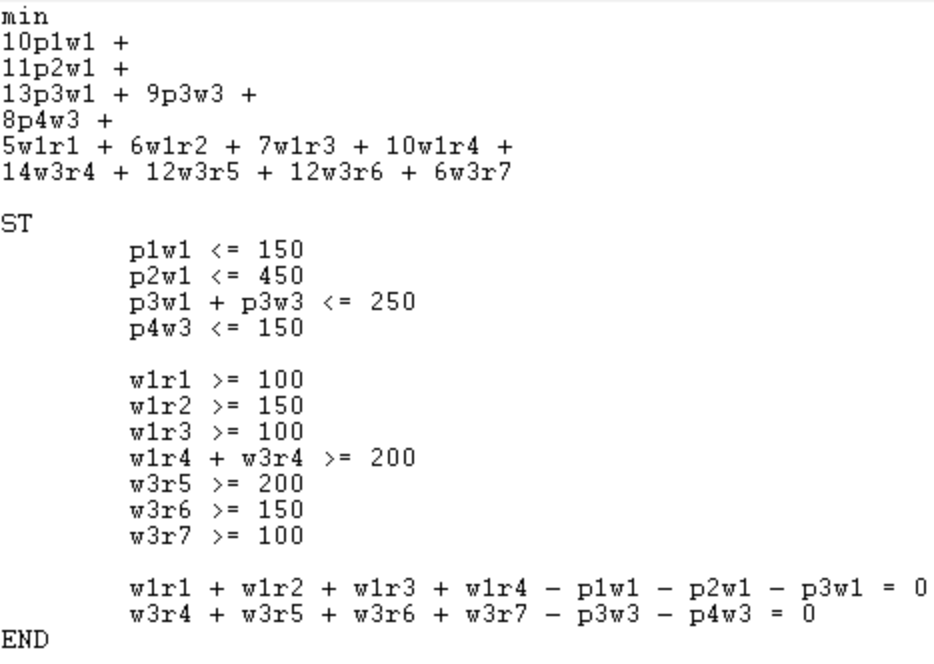 min
10p1w1 +
11p2w1 +
13p3w1 + 9p3w3 +
8p4w3 +
5w1r1 + 6w1r2 + 7w1r3 + 10w1r4 +
14w3r4 + 12w3r5 + 12w3r6 + 6w3r7
ST
p1w1 <= 150
p2w1 <= 450
p3w1 + p3w3 <= 250
p4w3 <= 150
w1r1 >= 100
w1r2 >= 150
w1r3 >= 100
w1r4 + w3r4 >= 200
w3r5 >= 200
w3r6 >= 150
w3r7 >= 100
w1r1 + w1r2 + w1r3 + w1r4 - p1w1 - p2w1 - p3w1 = 0
w3r4 + w3r5 + w3r6 + w3r7 - p3w3 - p4w3 = 0
END